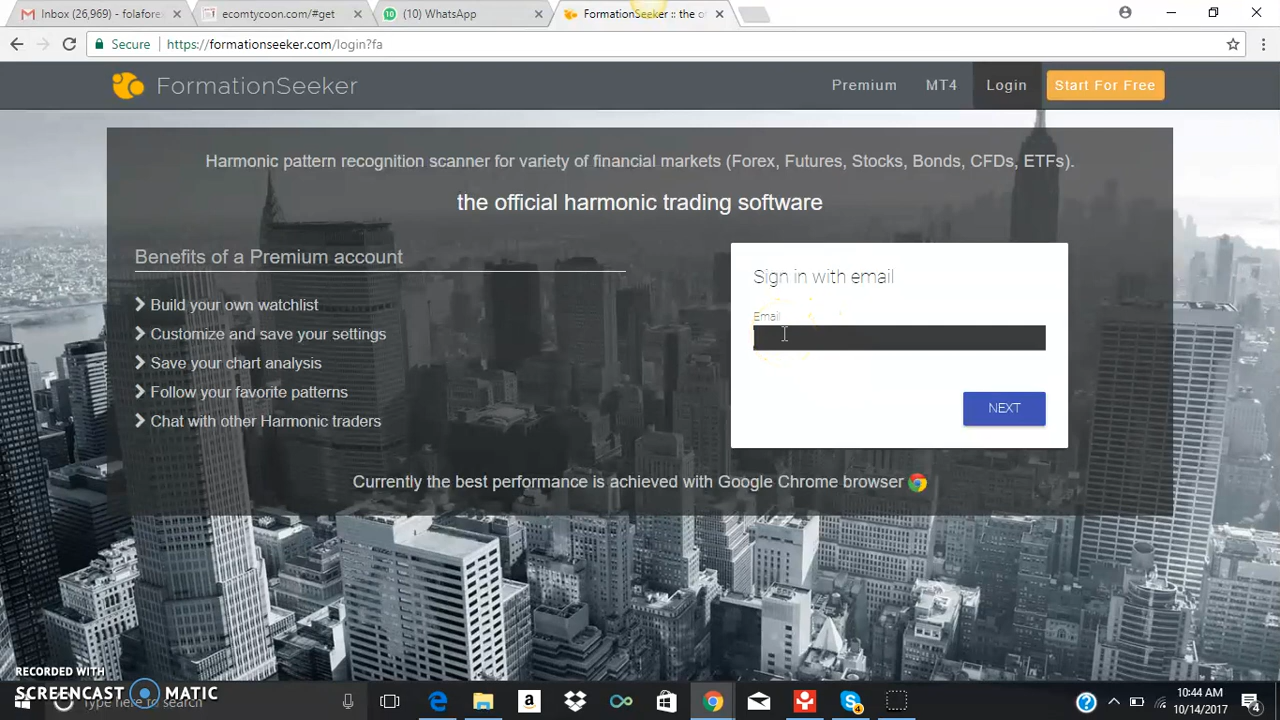 Inbox (26,969) - folaforex
ecomtycoon.com/#get
(10) WhatsApp
FormationSeeker :: the of
Secure
https://formationseeker.com/login?fa
FormationSeeker
Premium
MT4
Login
Start For Free
Harmonic pattern recognition scanner for variety of financial markets (Forex, Futures, Stocks, Bonds, CFDs, ETFs).
the official harmonic trading software
Benefits of a Premium account
Build your own watchlist
Customize and save your settings
Save your chart analysis
Follow your favorite patterns
Chat with other Harmonic traders
Sign in with email
Email
NEXT
Currently the best performance is achieved with Google Chrome browser
RECORDED WITH
SCREENCAST MATIC
Type here to search
10:44 AM
10/14/2017
4
4